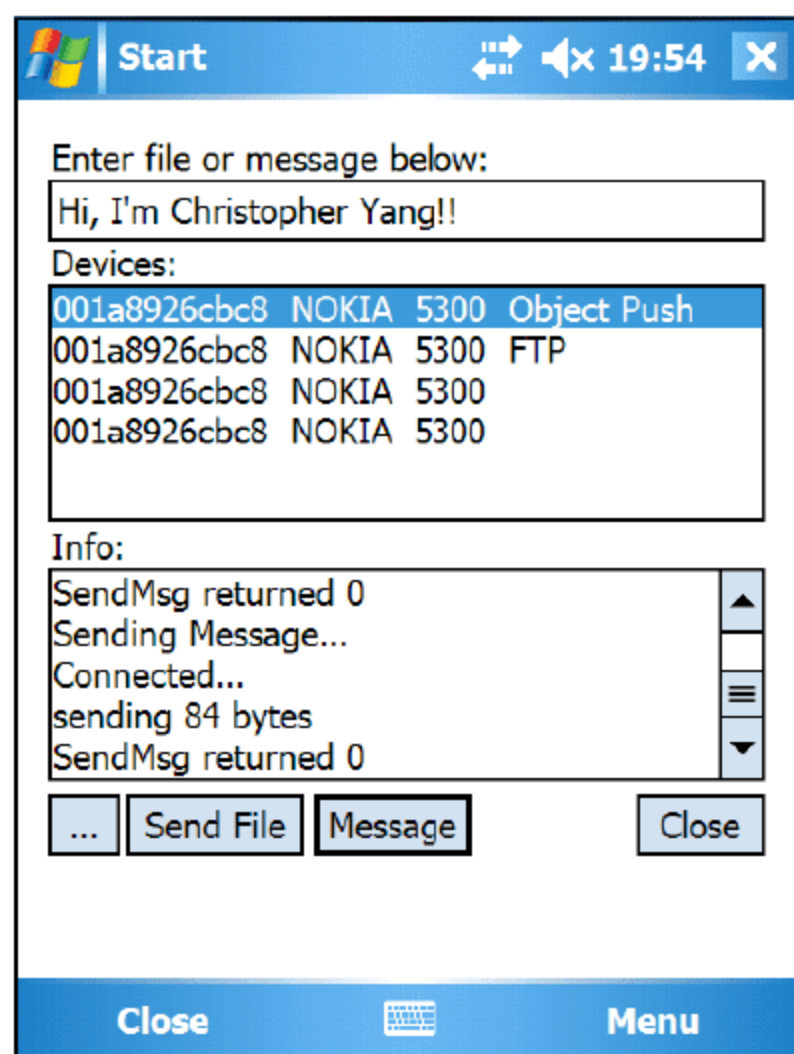 Start 19:54
Enter file or message below:
Hi, I'm Christopher Yang!!
Devices:
001a8926cbc8 NOKIA 5300 Object Push
001a8926cbc8 NOKIA 5300 FTP
001a8926cbc8 NOKIA 5300
001a8926cbc8 NOKIA 5300
Info:
SendMsg returned 0
Sending Message...
Connected...
sending 84 bytes
SendMsg returned 0
... Send File Message Close
Close Menu